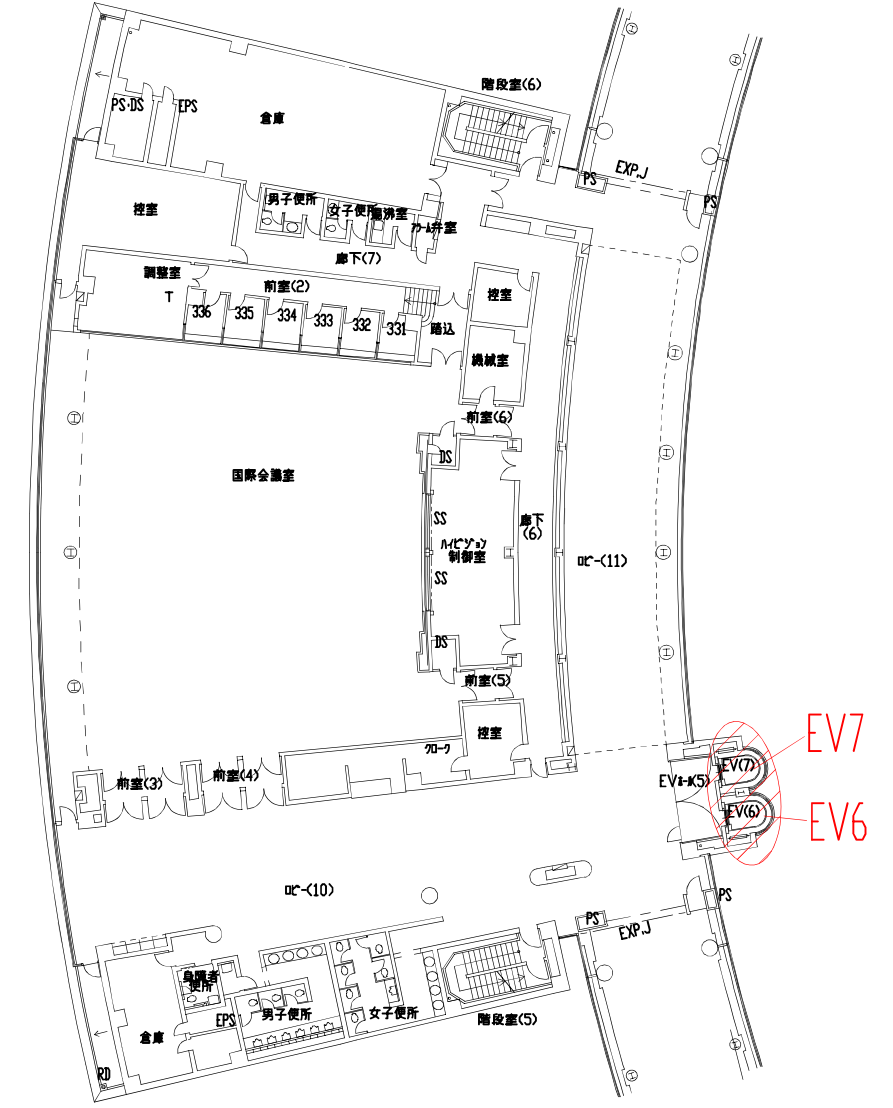 階段室(6)
PS・DS
EPS
倉庫
EXP.J
PS
PS
男子便所
女子便所
湯沸室
控室
ｱﾗｰﾑ弁室
廊下(7)
調整室
T
前室(2)
控室
336
335
334
333
332
331
踏込
機械室
前室(6)
DS
国際会議室
SS
廊下
(6)
ﾊｲﾋﾞｼﾞｮﾝ
制御室
ﾛﾋﾞｰ(11)
SS
DS
前室(5)
控室
ｸﾛｰｸ
EV7
前室(3)
前室(4)
EVﾎｰﾙ(5)
EV(7)
EV(6)
EV6
ﾛﾋﾞｰ(10)
PS
PS
EXP.J
身障者
便所
男子便所
女子便所
EPS
階段室(5)
倉庫
RD